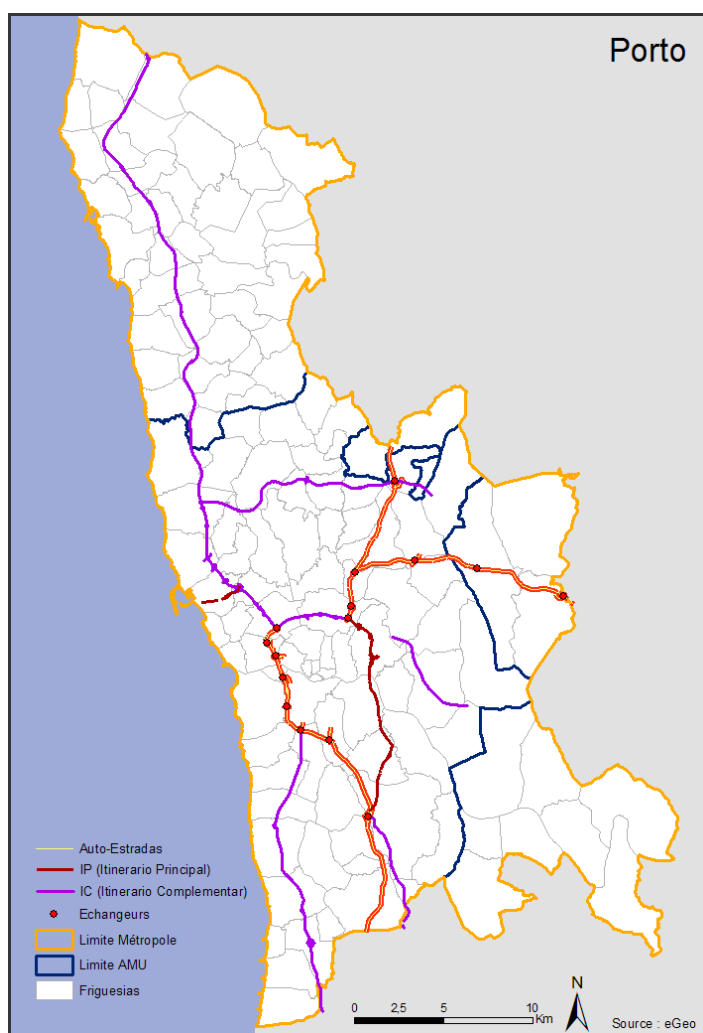 Porto
Auto-Estradas
IP (Itinerario Principal)
IC (Itinerario Complementar)
Echangeurs
Limite Métropole
Limite AMU
Friguesias
0 2,5 5 10
Km
N
Source : eGeo